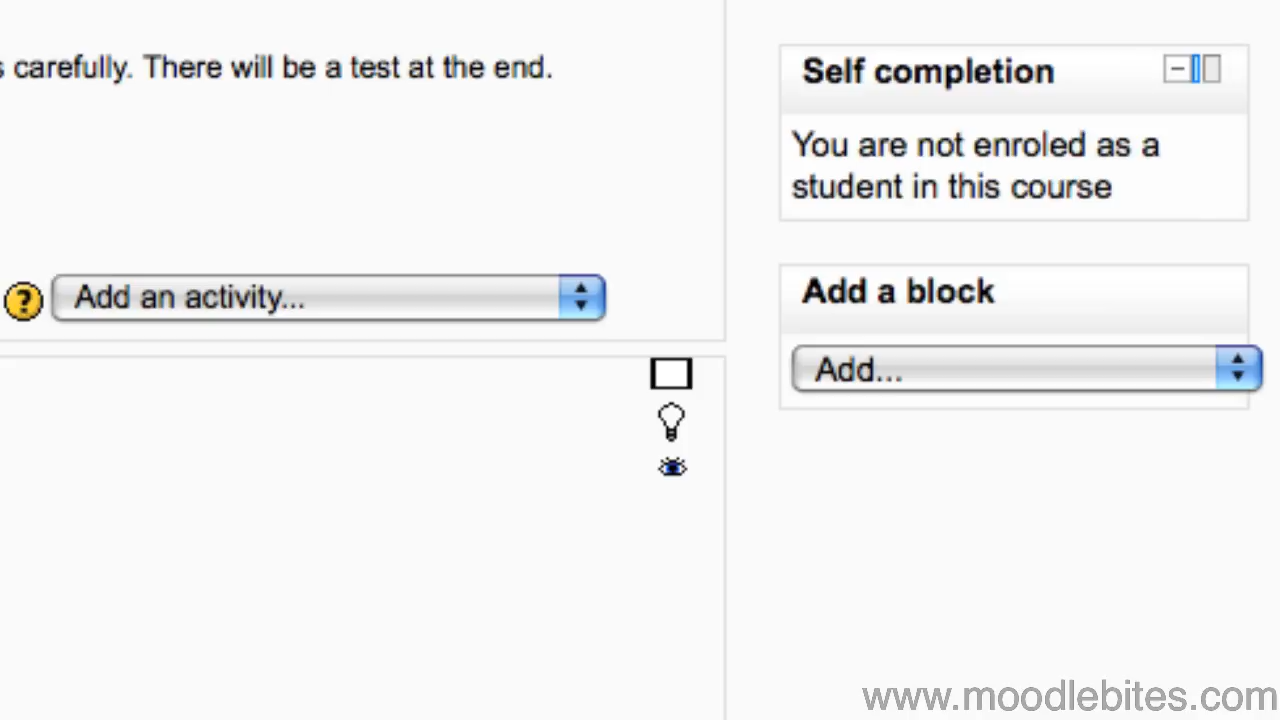 carefully. There will be a test at the end.
Self completion
You are not enroled as a
student in this course
? Add an activity...
Add a block
Add...
www.moodlebites.com